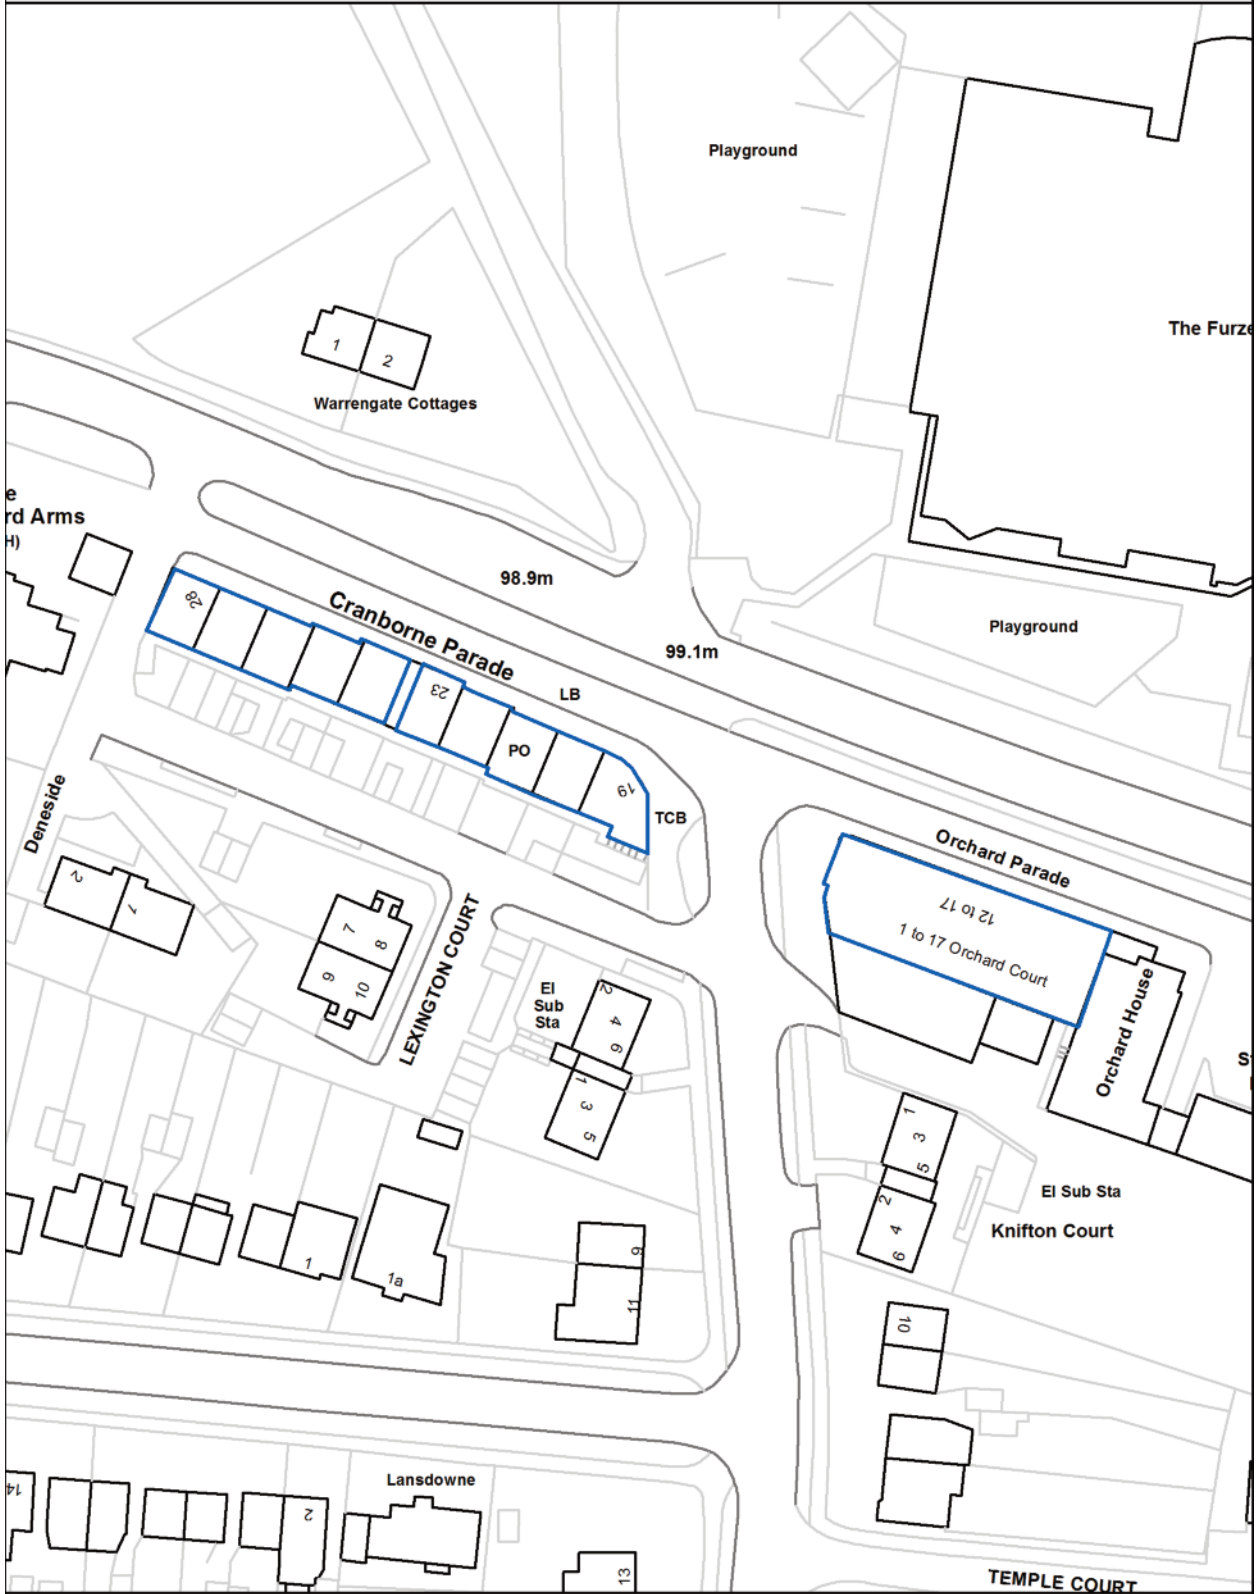 Playground
The Furze
1
2
Warrengate Cottages
e
rd Arms
H)
98.9m
Cranborne Parade
28
Playground
99.1m
LB
23
PO
19
TCB
Deneside
Orchard Parade
12 to 17
1 to 17 Orchard Court
Orchard House
2
1
7
8
9
10
LEXINGTON COURT
El
Sub
Sta
2
4
6
1
3
5
1
3
5
2
4
6
El Sub Sta
Knifton Court
1
1a
9
11
10
Lansdowne
14
2
13
TEMPLE COURT